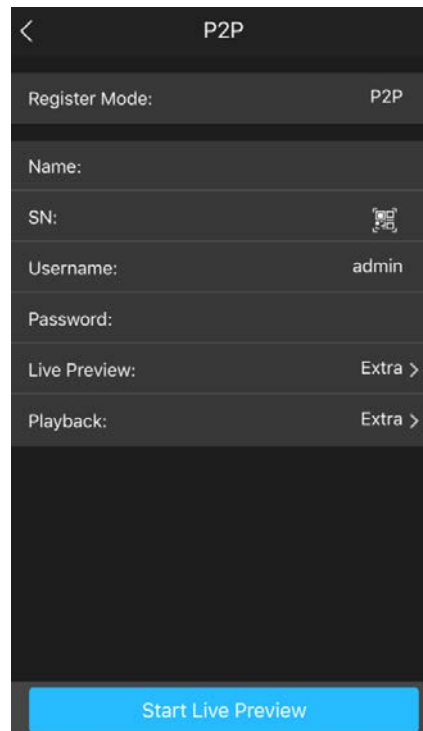 P2P
Register Mode: P2P
Name:
SN:
Username: admin
Password:
Live Preview: Extra >
Playback: Extra >
Start Live Preview